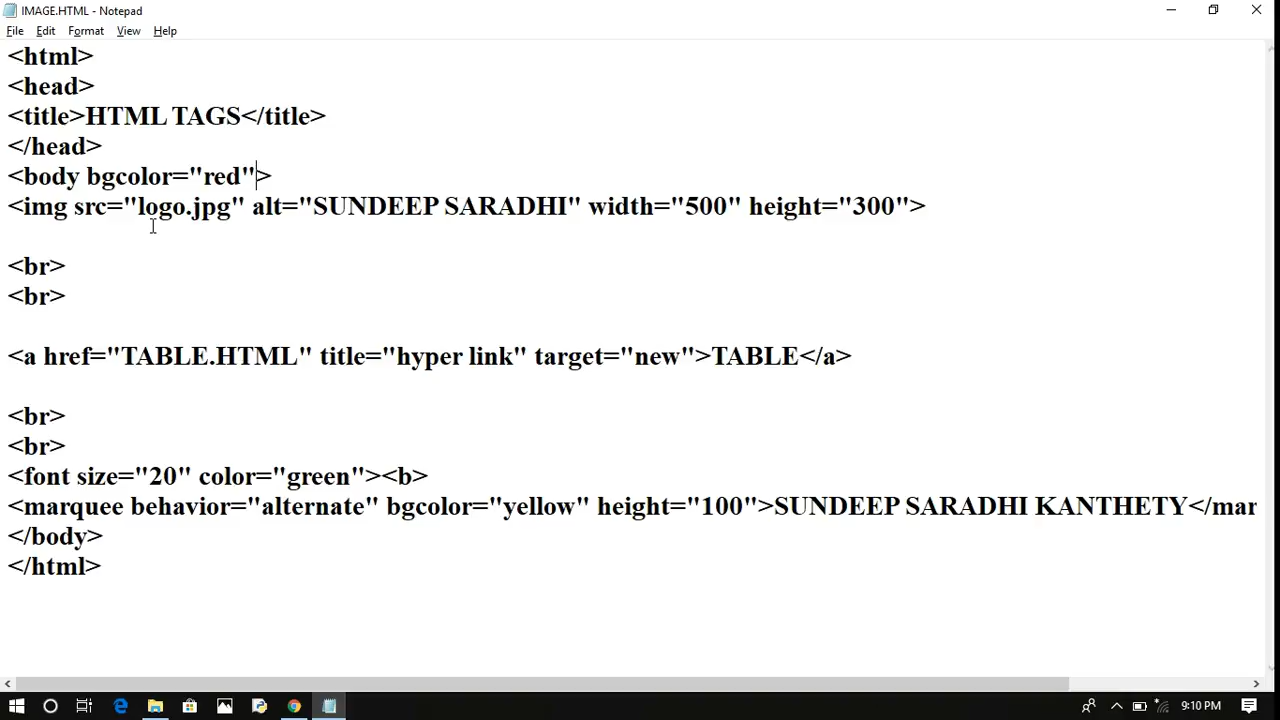 IMAGE.HTML - Notepad
File Edit Format View Help
<html>
<head>
<title>HTML TAGS</title>
</head>
<body bgcolor="red">
<img src="logo.jpg" alt="SUNDEEP SARADHI" width="500" height="300">
<br>
<br>
<a href="TABLE.HTML" title="hyper link" target="new">TABLE</a>
<br>
<br>
<font size="20" color="green"><b>
<marquee behavior="alternate" bgcolor="yellow" height="100">SUNDEEP SARADHI KANTHETY</mar
</body>
</html>
9:10 PM